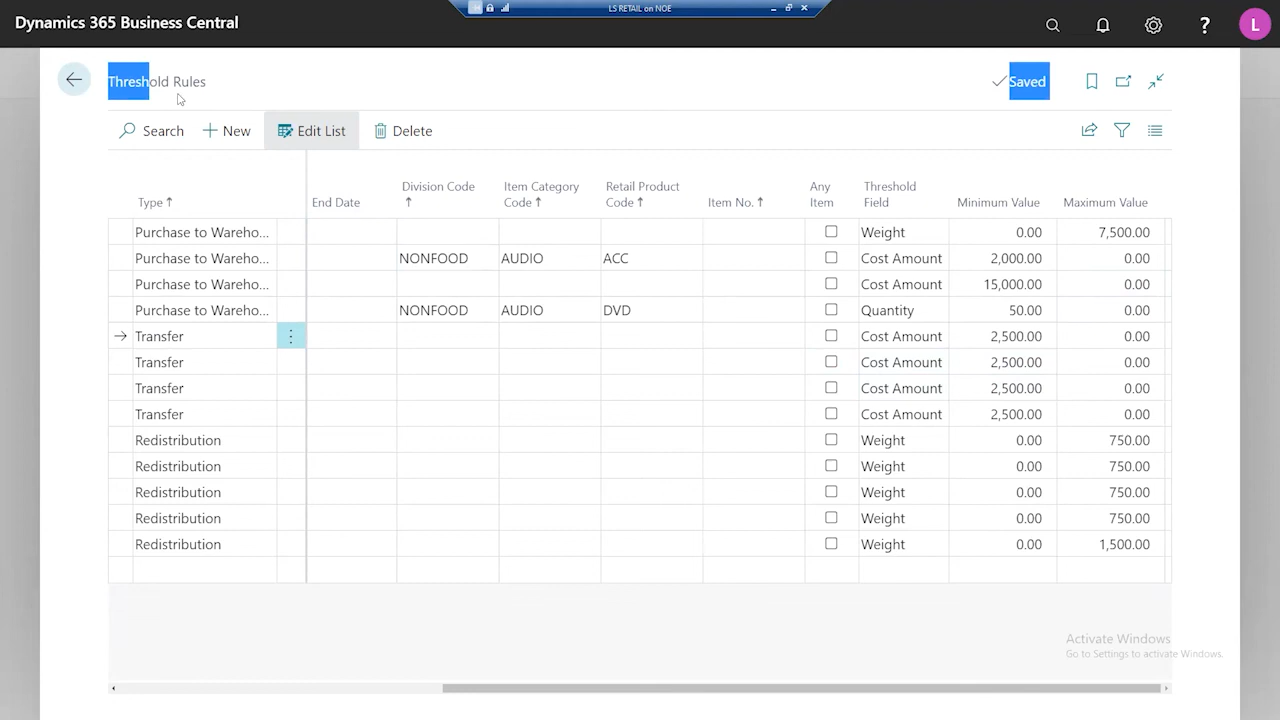 LS RETAIL on NOE
Dynamics 365 Business Central
?
L
Threshold Rules
Saved
Search
New
Edit List
Delete
Type ↑
End Date
Division Code ↑
Item Category Code ↑
Retail Product Code ↑
Item No. ↑
Any Item
Threshold Field
Minimum Value
Maximum Value
Purchase to Wareho... Weight 0.00 7,500.00
Purchase to Wareho... NONFOOD AUDIO ACC Cost Amount 2,000.00 0.00
Purchase to Wareho... Cost Amount 15,000.00 0.00
Purchase to Wareho... NONFOOD AUDIO DVD Quantity 50.00 0.00
Transfer Cost Amount 2,500.00 0.00
Transfer Cost Amount 2,500.00 0.00
Transfer Cost Amount 2,500.00 0.00
Transfer Cost Amount 2,500.00 0.00
Redistribution Weight 0.00 750.00
Redistribution Weight 0.00 750.00
Redistribution Weight 0.00 750.00
Redistribution Weight 0.00 750.00
Redistribution Weight 0.00 1,500.00
Activate Windows
Go to Settings to activate Windows.